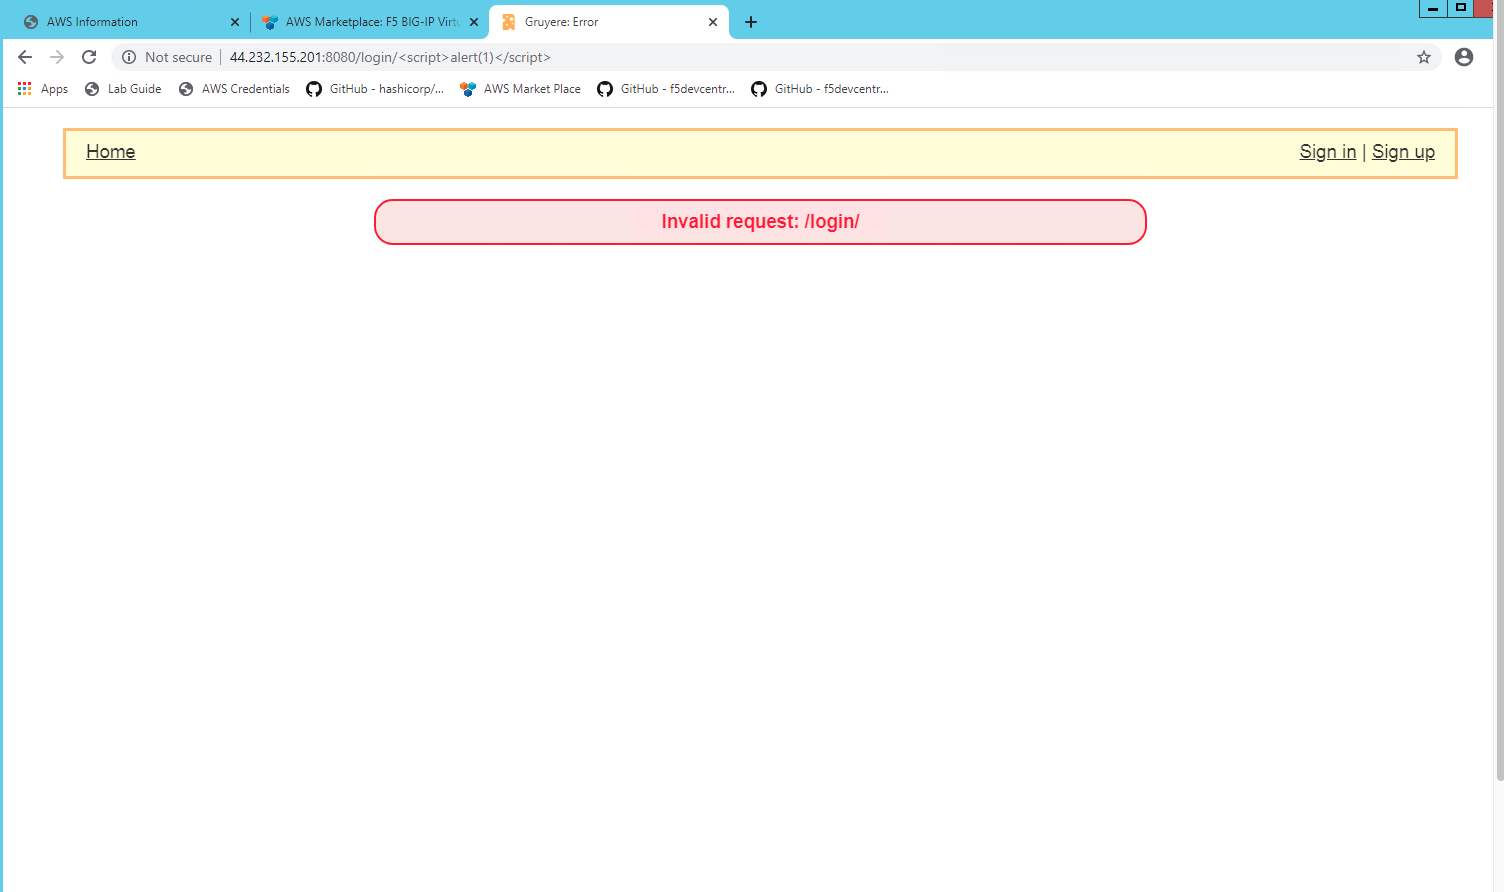 AWS Information
AWS Marketplace: F5 BIG-IP Virtu
Gruyere: Error
Not secure | 44.232.155.201:8080/login/<script>alert(1)</script>
Apps
Lab Guide
AWS Credentials
GitHub - hashicorp/...
AWS Market Place
GitHub - f5devcentr...
GitHub - f5devcentr...
Home
Sign in | Sign up
Invalid request: /login/